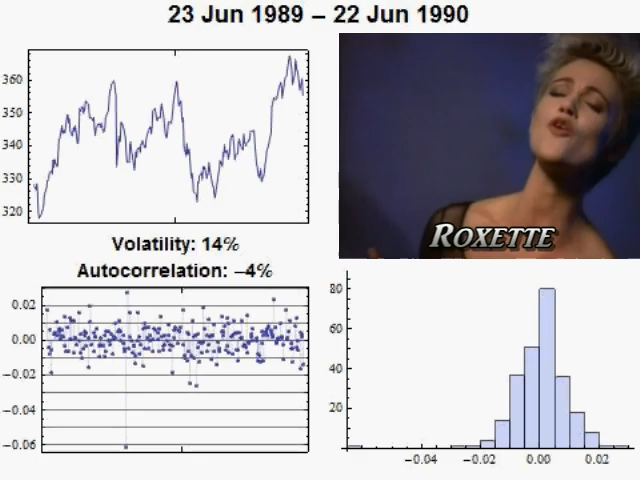 23 Jun 1989 – 22 Jun 1990
360
350
340
330
320
ROXETTE
Volatility: 14%
Autocorrelation: −4%
0.02
0.00
−0.02
−0.04
−0.06
80
60
40
20
−0.04 −0.02 0.00 0.02